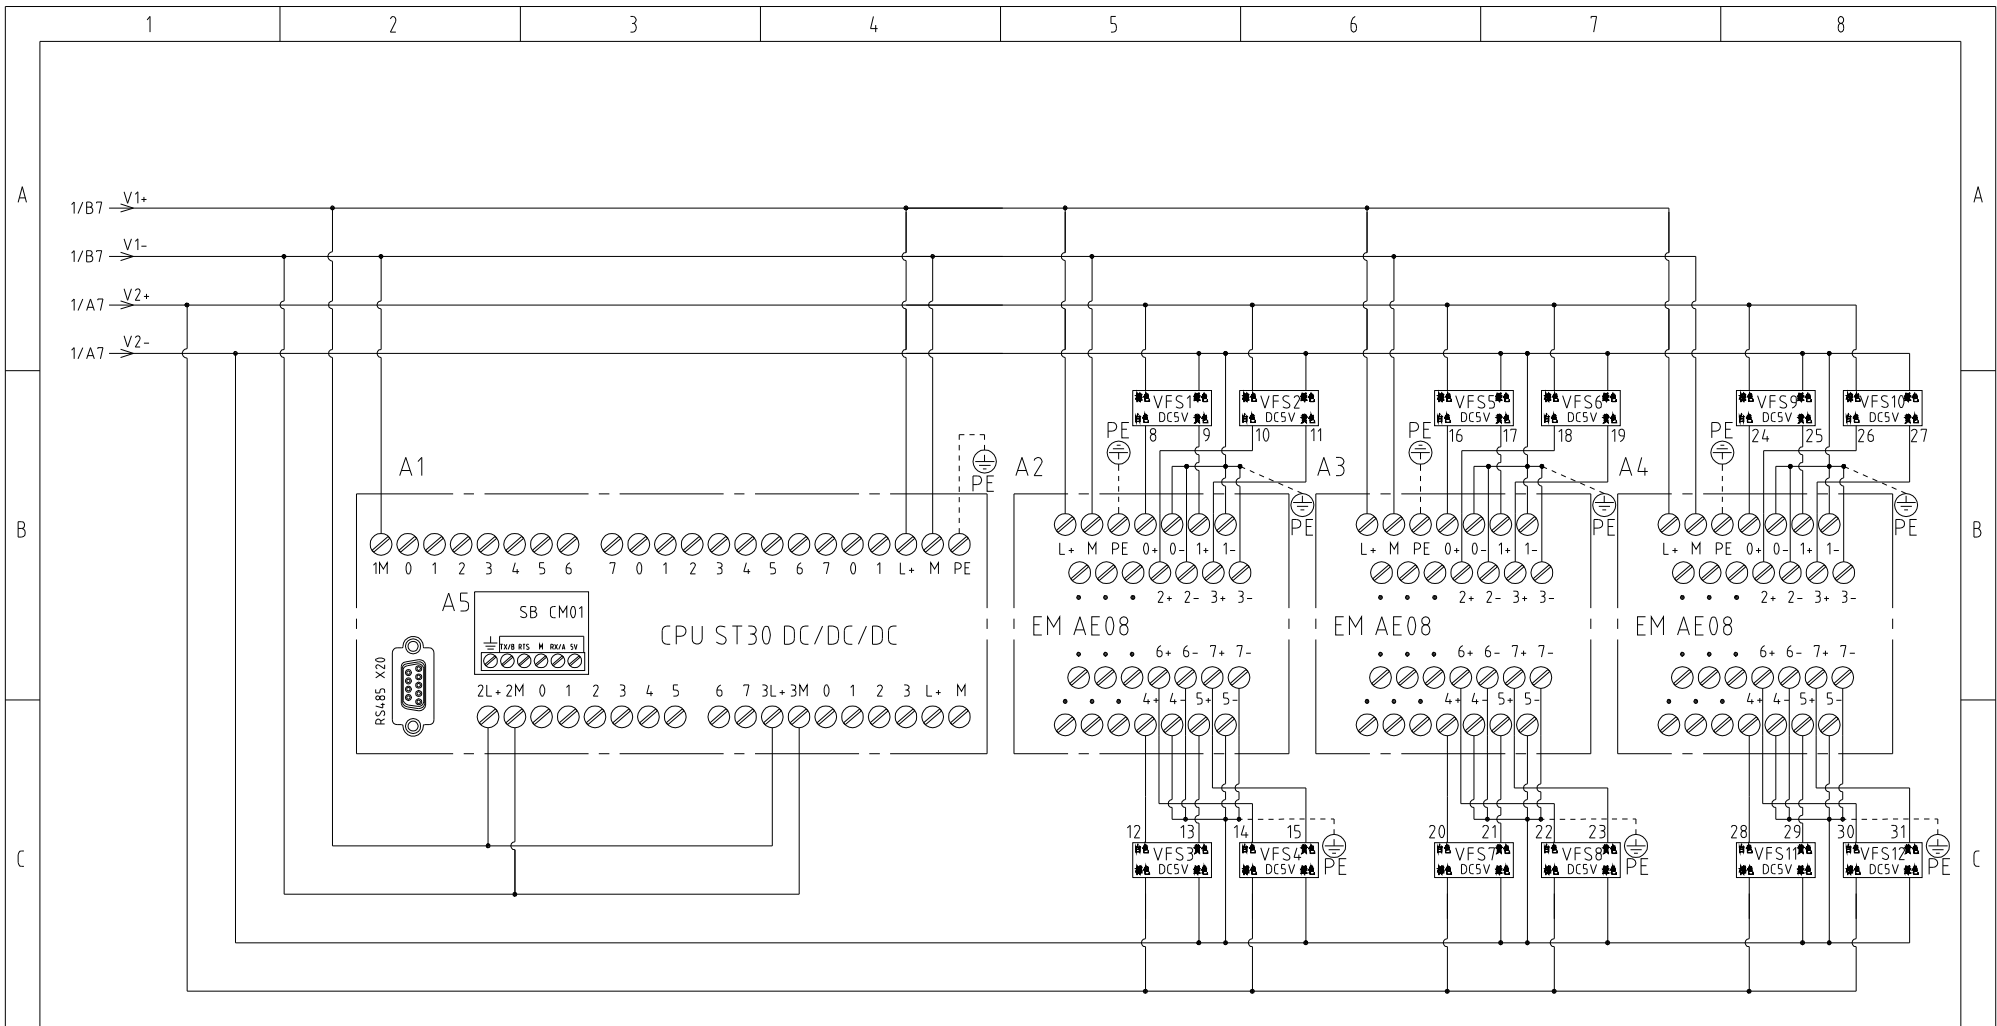 1 2 3 4 5 6 7 8
A A
1/B7 V1+
1/B7 V1-
1/A7 V2+
1/A7 V2-
VFS1 VFS2 VFS5 VFS6 VFS9 VFS10
DC5V DC5V DC5V DC5V DC5V DC5V
8 9 10 11 16 17 18 19 24 25 26 27
PE PE PE
A1 A2 A3 A4
PE
B B
PE PE PE
L+ M PE 0+ 0- 1+ 1- L+ M PE 0+ 0- 1+ 1- L+ M PE 0+ 0- 1+ 1-
1M 0 1 2 3 4 5 6 7 0 1 2 3 4 5 6 7 0 1 L+ M PE
2+ 2- 3+ 3- 2+ 2- 3+ 3- 2+ 2- 3+ 3-
A5 SB CM01
CPU ST30 DC/DC/DC
EM AE08 EM AE08 EM AE08
TX/B RTS M RX/A 5V
6+ 6- 7+ 7- 6+ 6- 7+ 7- 6+ 6- 7+ 7-
RS485 X20
2L+ 2M 0 1 2 3 4 5 6 7 3L+ 3M 0 1 2 3 L+ M
4+ 4- 5+ 5- 4+ 4- 5+ 5- 4+ 4- 5+ 5-
12 13 14 15 20 21 22 23 28 29 30 31
VFS3 VFS4 VFS7 VFS8 VFS11 VFS12
DC5V DC5V DC5V DC5V DC5V DC5V
PE PE PE
C C